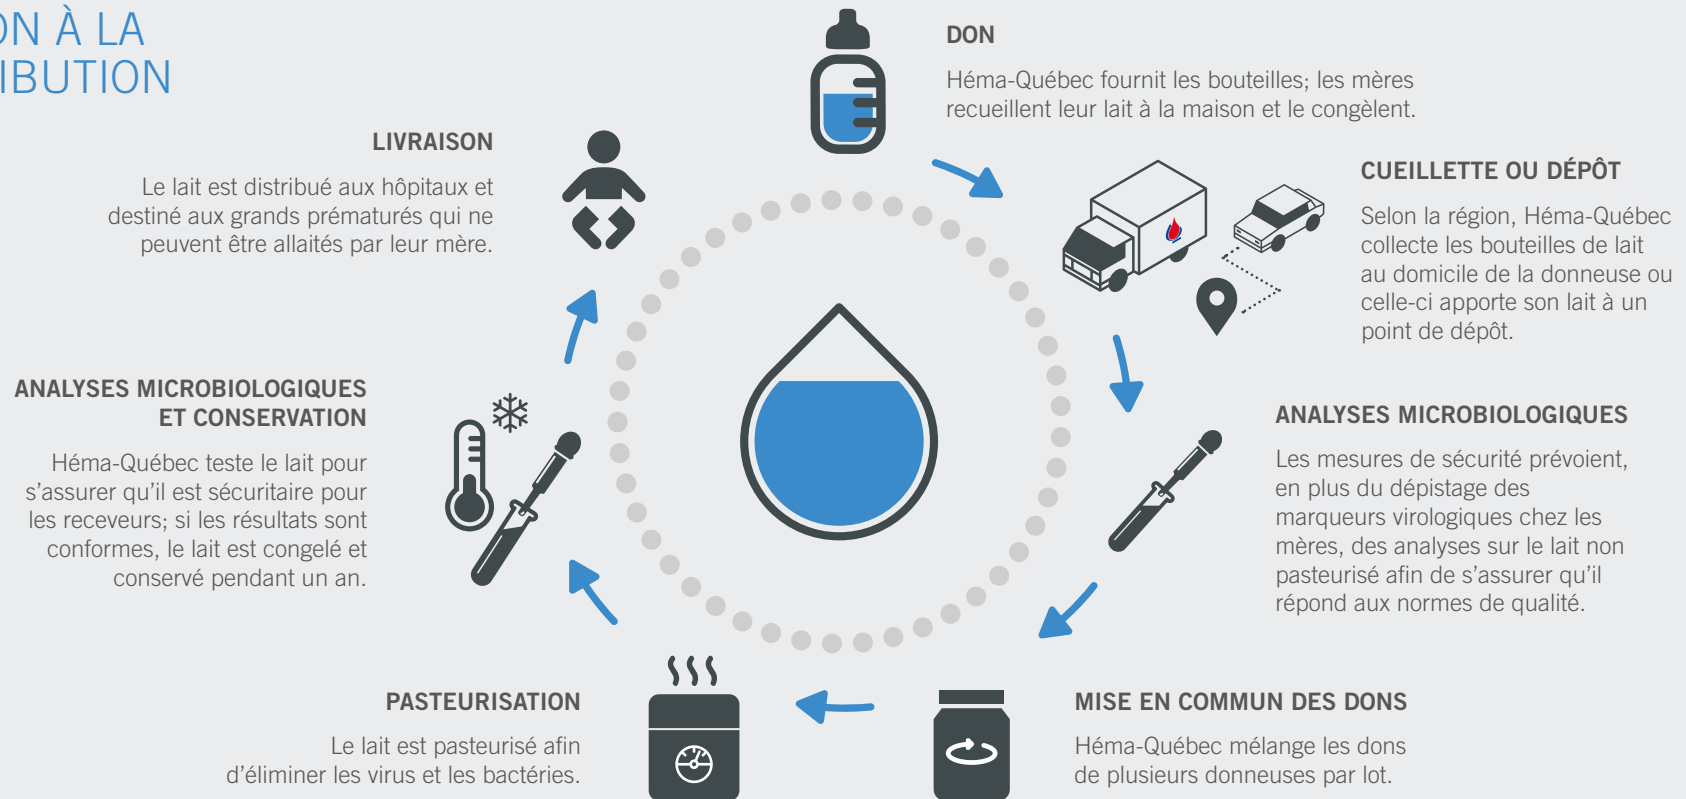 ON À LA
IBUTION
DON
Héma-Québec fournit les bouteilles; les mères
recueillent leur lait à la maison et le congèlent.
CUEILLETTE OU DÉPÔT
Selon la région, Héma-Québec
collecte les bouteilles de lait
au domicile de la donneuse ou
celle-ci apporte son lait à un
point de dépôt.
ANALYSES MICROBIOLOGIQUES
Les mesures de sécurité prévoient,
en plus du dépistage des
marqueurs virologiques chez les
mères, des analyses sur le lait non
pasteurisé afin de s’assurer qu’il
répond aux normes de qualité.
MISE EN COMMUN DES DONS
Héma-Québec mélange les dons
de plusieurs donneuses par lot.
PASTEURISATION
Le lait est pasteurisé afin
d’éliminer les virus et les bactéries.
ANALYSES MICROBIOLOGIQUES
ET CONSERVATION
Héma-Québec teste le lait pour
s’assurer qu’il est sécuritaire pour
les receveurs; si les résultats sont
conformes, le lait est congelé et
conservé pendant un an.
LIVRAISON
Le lait est distribué aux hôpitaux et
destiné aux grands prématurés qui ne
peuvent être allaités par leur mère.